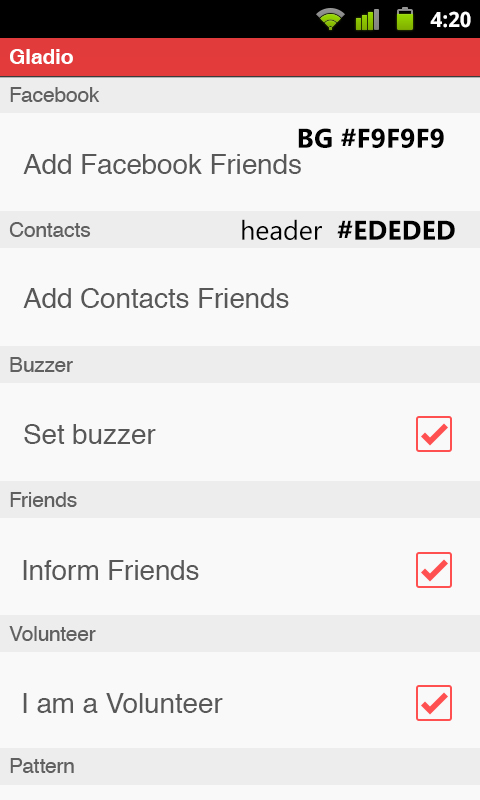 4:20
Gladio
Facebook
BG #F9F9F9
Add Facebook Friends
Contacts header #EDEDED
Add Contacts Friends
Buzzer
Set buzzer
Friends
Inform Friends
Volunteer
I am a Volunteer
Pattern